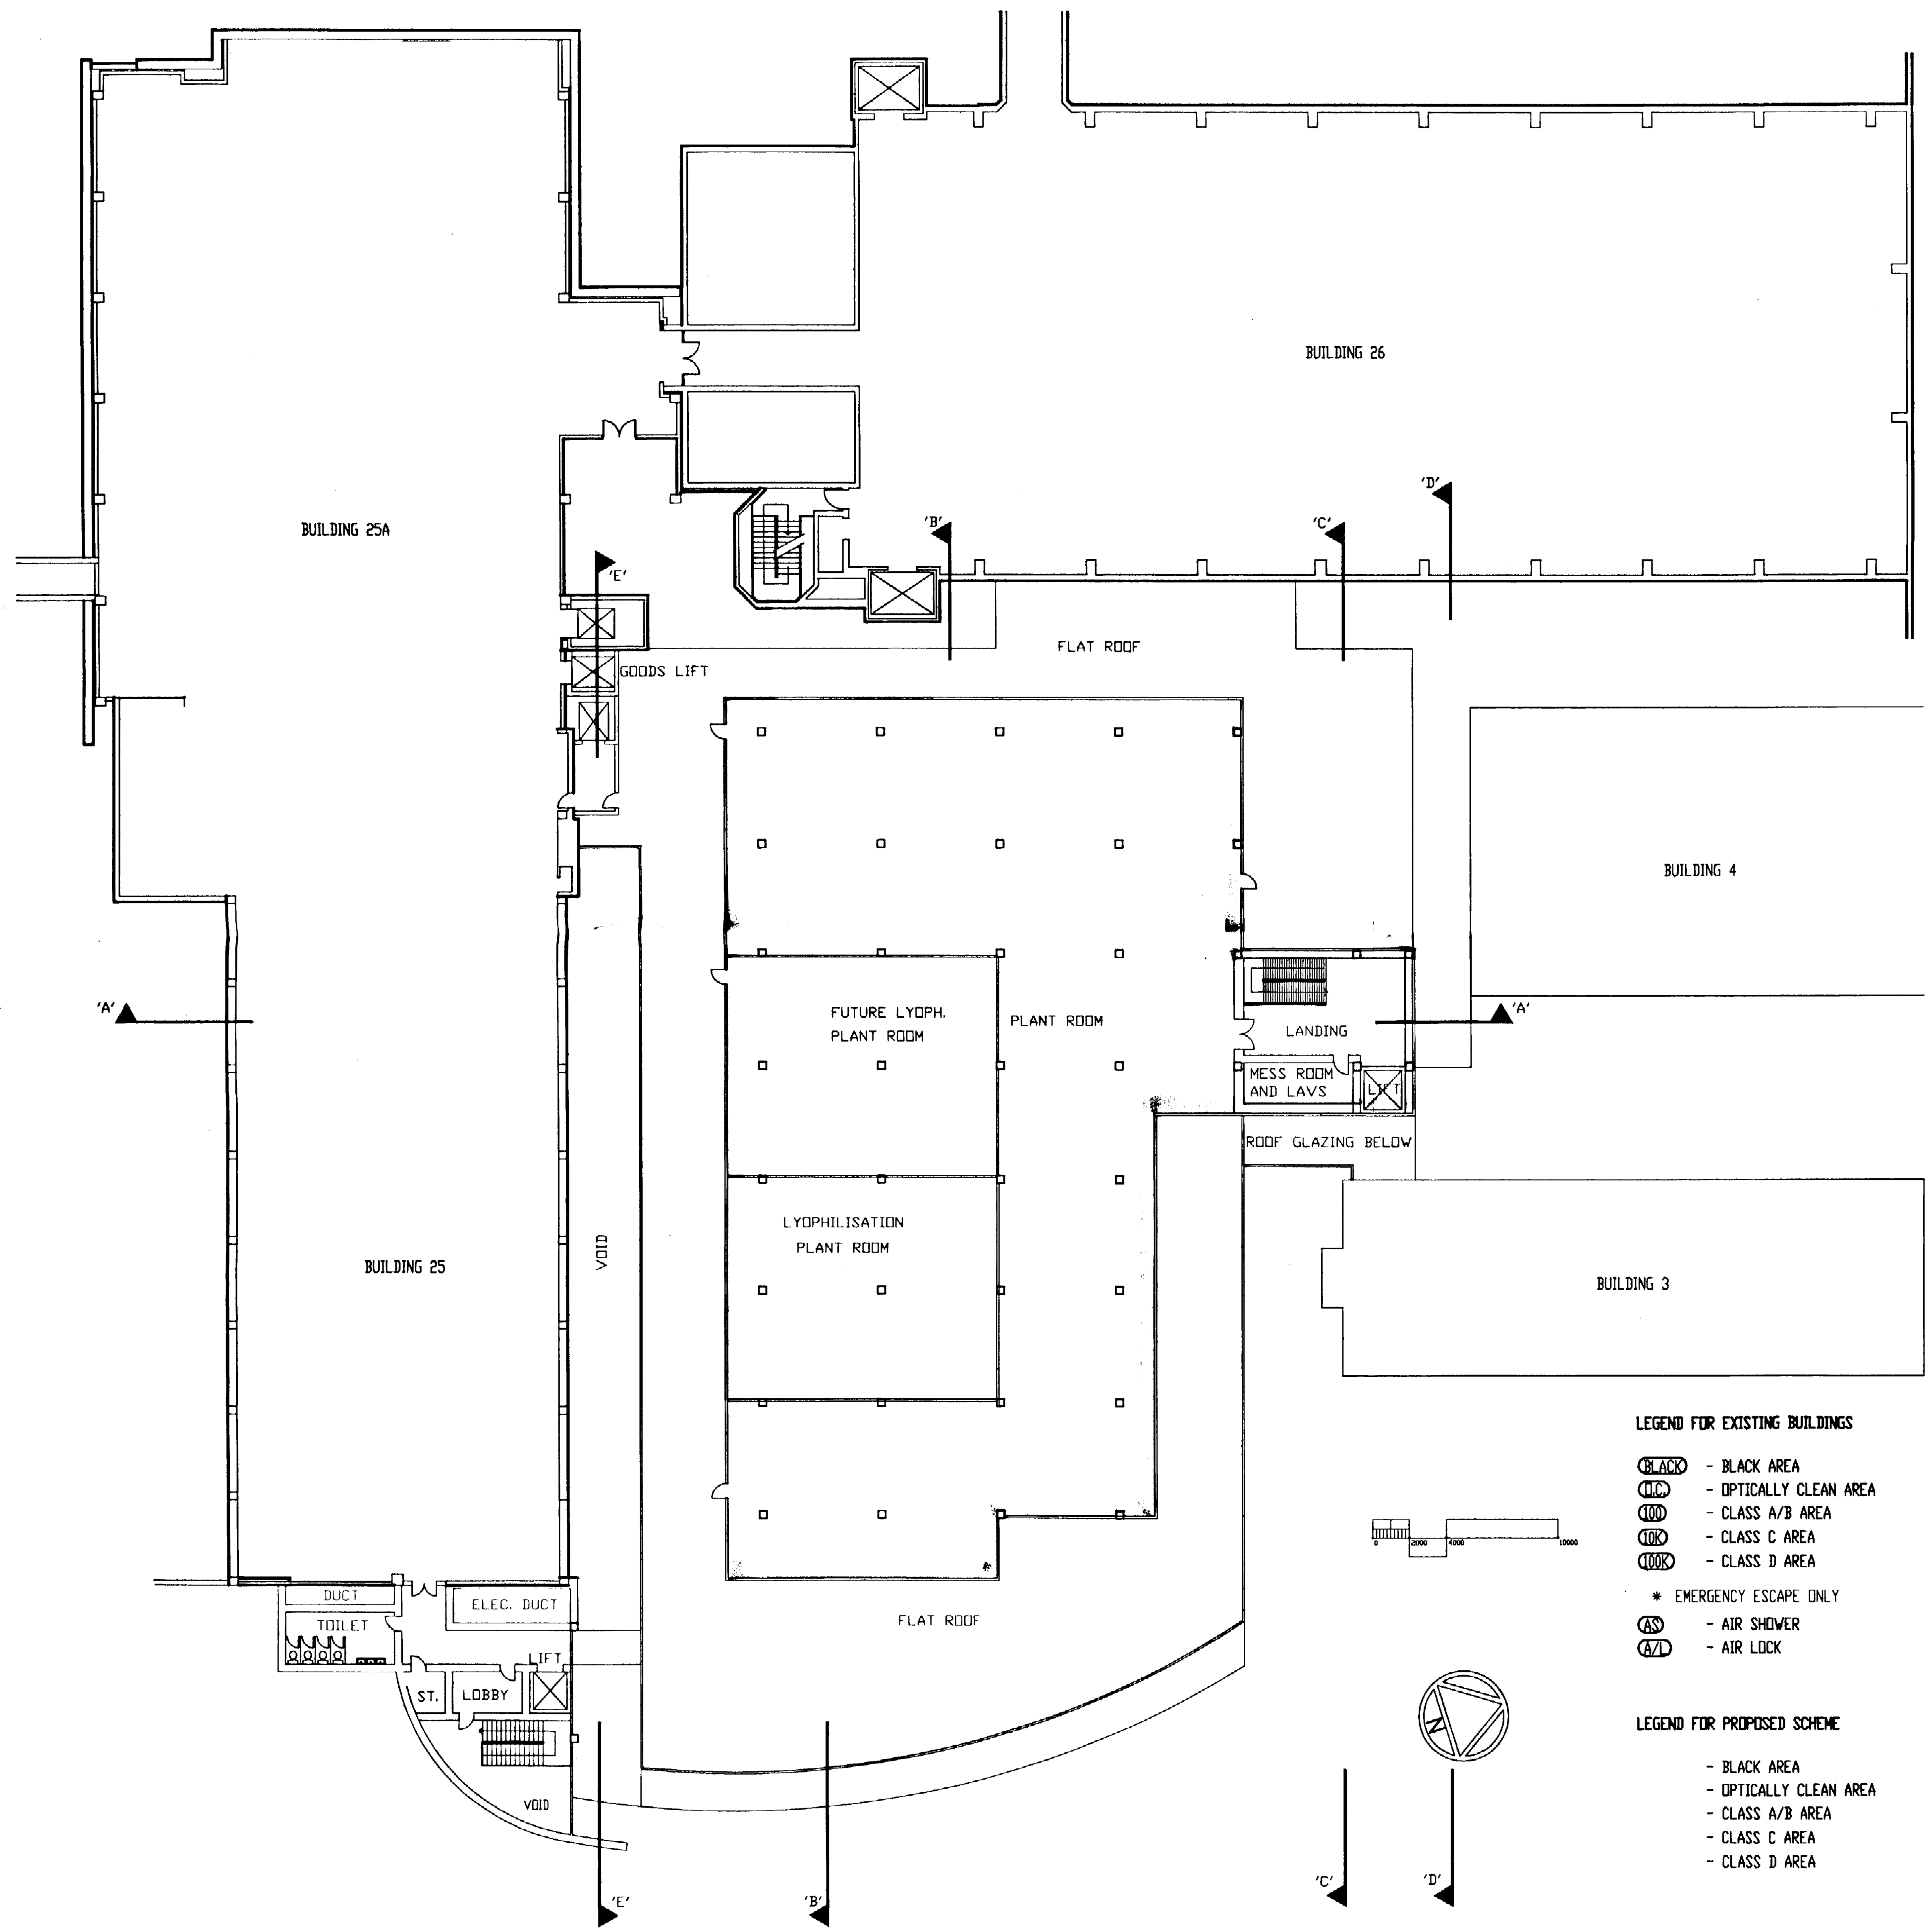 BUILDING 26
'D'
'B'
'C'
BUILDING 25A
'E'
FLAT ROOF
GOODS LIFT
BUILDING 4
'A'
FUTURE LYOPH.
PLANT ROOM
PLANT ROOM
LANDING
'A'
MESS ROOM
AND LAVS
LIFT
ROOF GLAZING BELOW
LYOPHILISATION
PLANT ROOM
VOID
BUILDING 25
BUILDING 3
LEGEND FOR EXISTING BUILDINGS
BLACK - BLACK AREA
O.C. - OPTICALLY CLEAN AREA
100 - CLASS A/B AREA
10K - CLASS C AREA
100K - CLASS D AREA
* EMERGENCY ESCAPE ONLY
AS - AIR SHOWER
A/L - AIR LOCK
0 2000 4000 10000
*
DUCT
ELEC. DUCT
TOILET
FLAT ROOF
LIFT
ST.
LOBBY
VOID
N
LEGEND FOR PROPOSED SCHEME
- BLACK AREA
- OPTICALLY CLEAN AREA
- CLASS A/B AREA
- CLASS C AREA
- CLASS D AREA
'E'
'B'
'C'
'D'